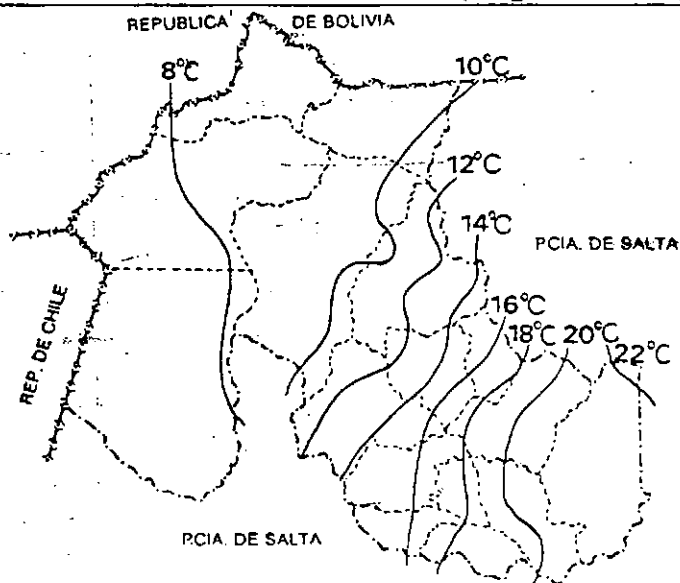 REPUBLICA DE BOLIVIA
8°C
10°C
12°C
14°C
PCIA. DE SALTA
REP. DE CHILE
16°C
18°C
20°C
22°C
PCIA. DE SALTA